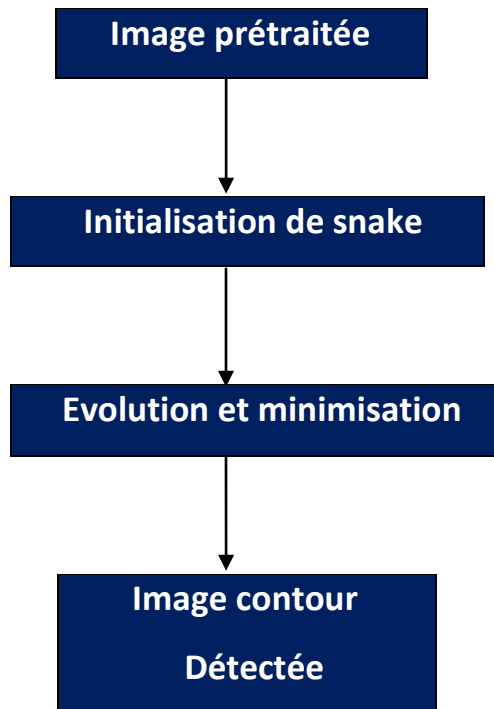 Image prétraitée
Initialisation de snake
Evolution et minimisation
Image contour
Détectée